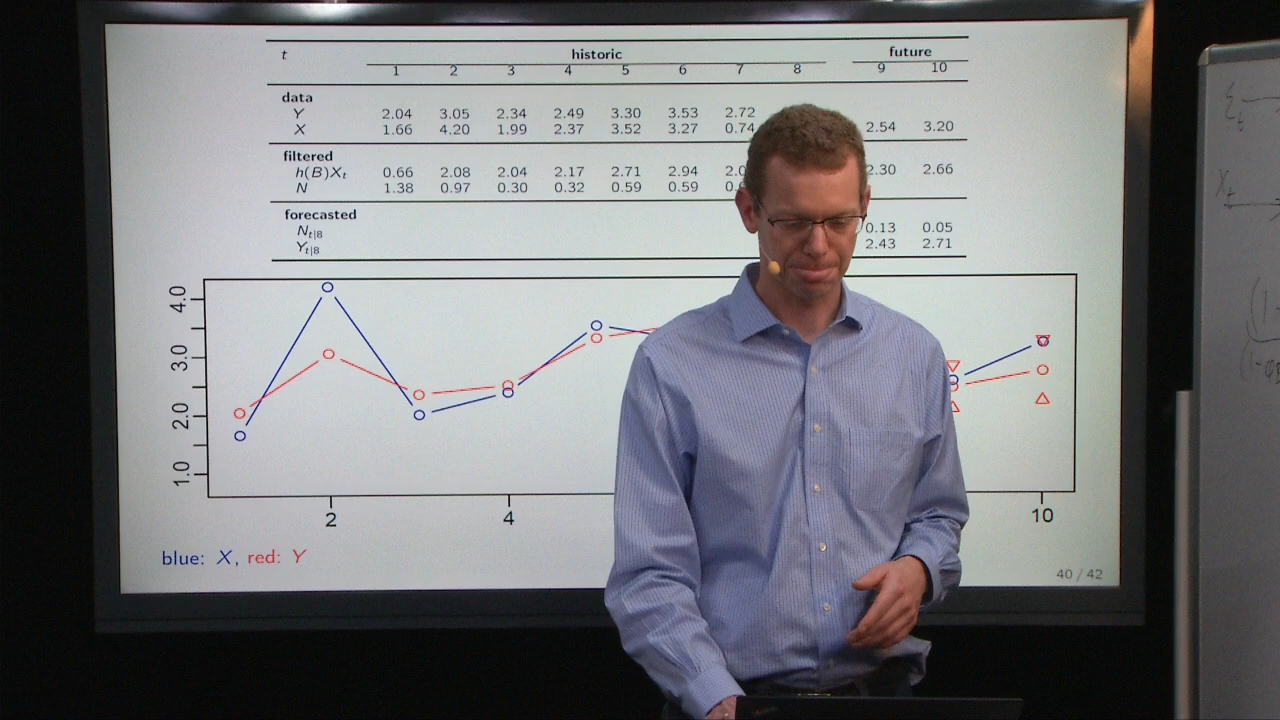 t historic future
1 2 3 4 5 6 7 8 9 10
data
Y 2.04 3.05 2.34 2.49 3.30 3.53 2.72
X 1.66 4.20 1.99 2.37 3.52 3.27 0.74 2.54 3.20
filtered
h(B)Xₜ 0.66 2.08 2.04 2.17 2.71 2.94 2.30 2.66
N 1.38 0.97 0.30 0.32 0.59 0.59
forecasted
Nₜ|₈ 0.13 0.05
Yₜ|₈ 2.43 2.71
4.0
3.0
2.0
1.0
2 4 10
blue: X, red: Y
40 / 42